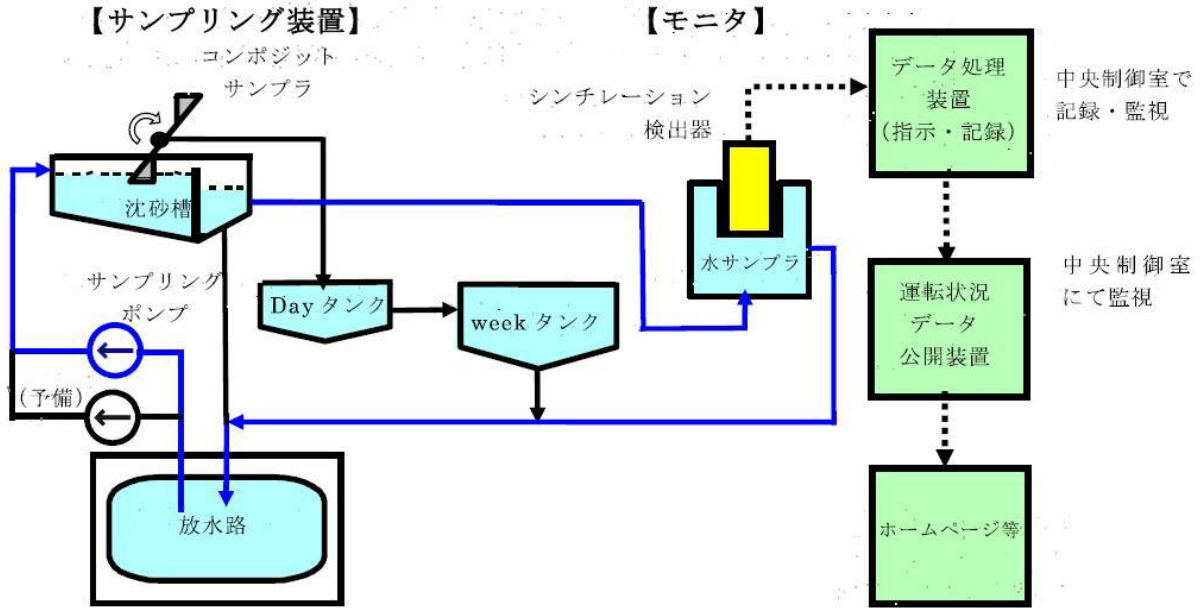 【サンプリング装置】
コンポジット
サンプラ
沈砂槽
サンプリング
ポンプ
(予備)
Day タンク
week タンク
放水路
【モニタ】
シンチレーション
検出器
水サンプラ
データ処理
装置
(指示・記録)
中央制御室で
記録・監視
運転状況
データ
公開装置
中央制御室
にて監視
ホームページ等